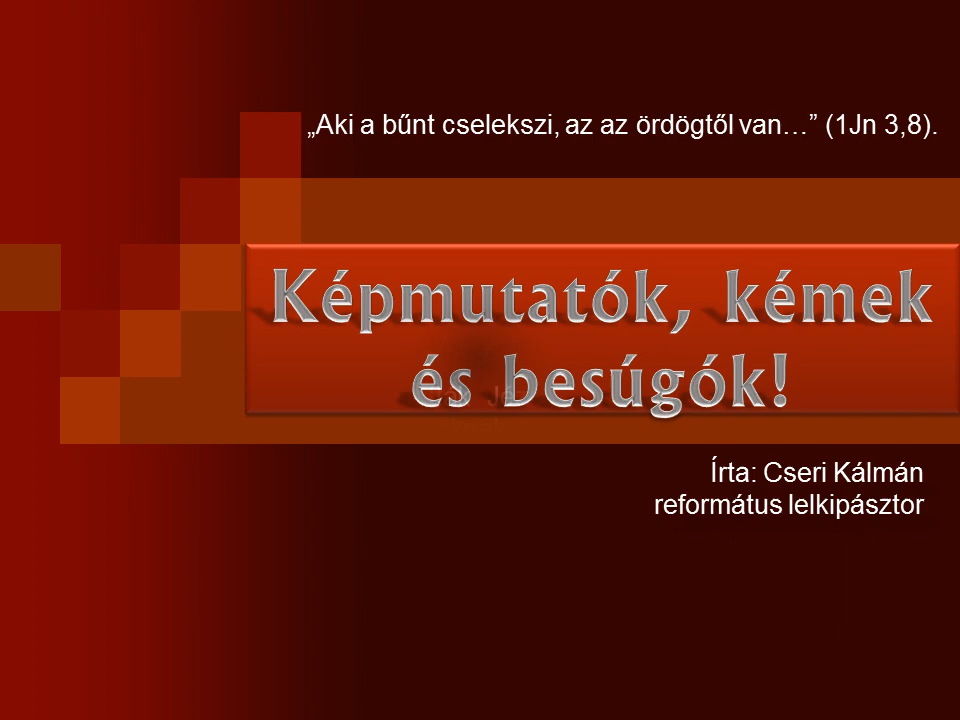 „Aki a bűnt cselekszi, az az ördögtől van…” (1Jn 3,8).
Képmutatók, kémek
és besúgók!
Írta: Cseri Kálmán
református lelkipásztor